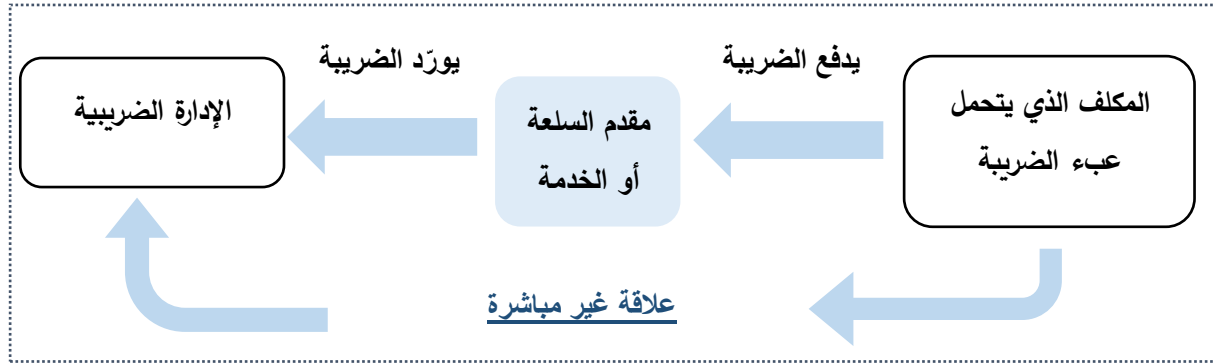 المكلف الذي يتحمل
عبء الضريبة
يدفع الضريبة
مقدم السلعة
أو الخدمة
يورّد الضريبة
الإدارة الضريبية
علاقة غير مباشرة